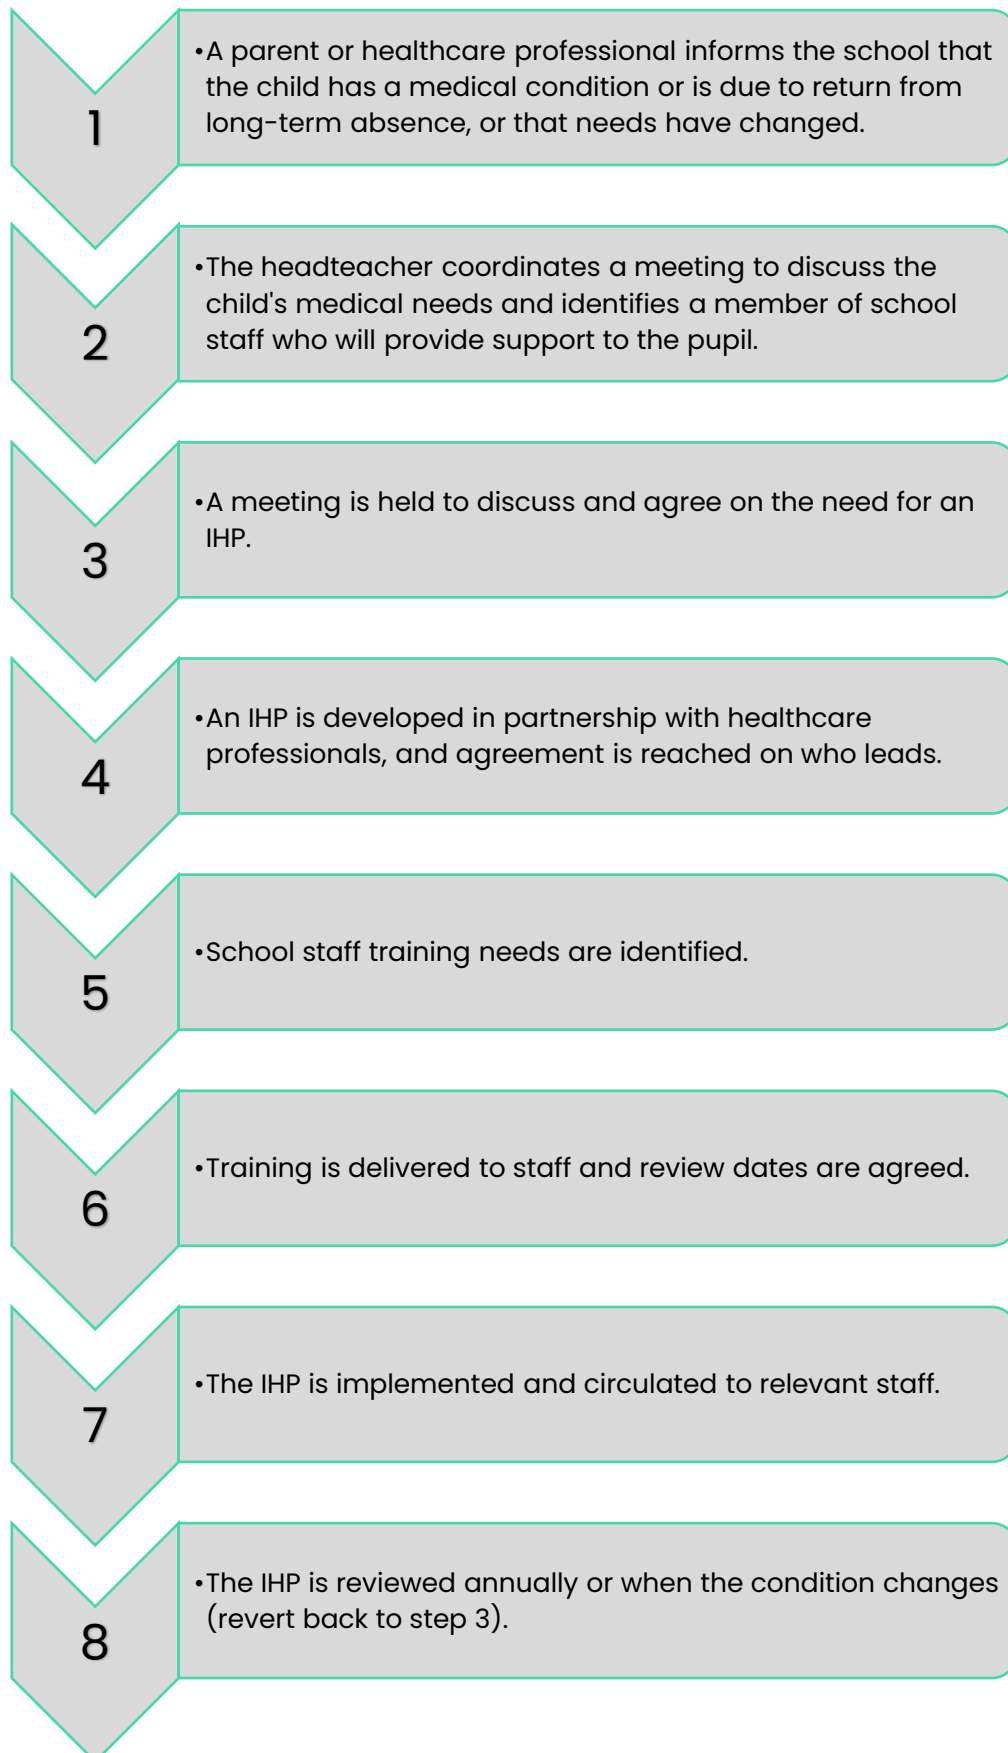 1
•A parent or healthcare professional informs the school that
the child has a medical condition or is due to return from
long-term absence, or that needs have changed.
2
•The headteacher coordinates a meeting to discuss the
child's medical needs and identifies a member of school
staff who will provide support to the pupil.
3
•A meeting is held to discuss and agree on the need for an
IHP.
4
•An IHP is developed in partnership with healthcare
professionals, and agreement is reached on who leads.
5
•School staff training needs are identified.
6
•Training is delivered to staff and review dates are agreed.
7
•The IHP is implemented and circulated to relevant staff.
8
•The IHP is reviewed annually or when the condition changes
(revert back to step 3).